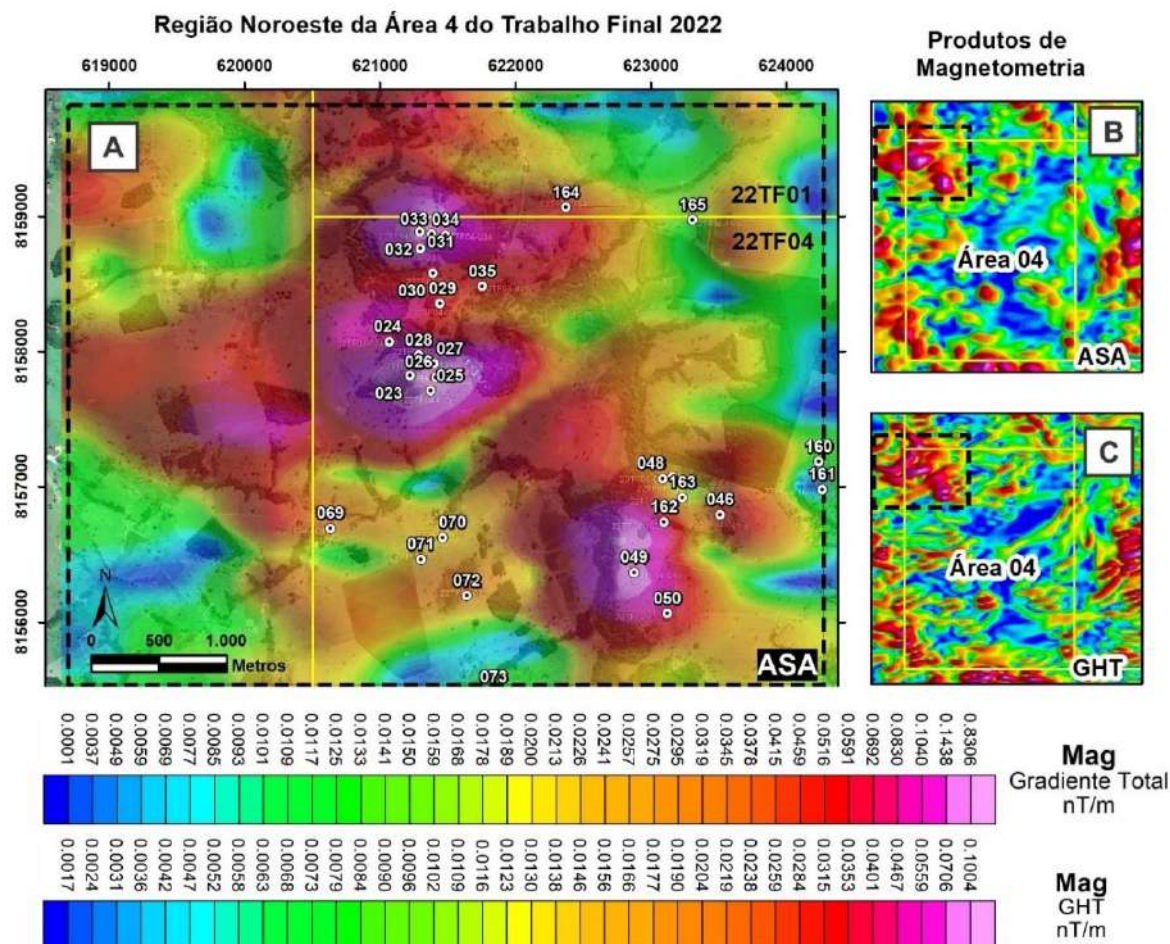 Região Noroeste da Área 4 do Trabalho Final 2022
Produtos de
Magnetometria
619000 620000 621000 622000 623000 624000
A
B
164
165
22TF01
8159000
033 034
22TF04
032 031
Área 04
035
030 029
024
028
027
8158000
026
025
ASA
023
C
160
048
161
8157000
163
162 046
069
070
071
Área 04
049
072
N
050
8156000
0 500 1.000
Metros
073
ASA
GHT
0.0001 0.0037 0.0049 0.0059 0.0069 0.0077 0.0085 0.0093 0.0101 0.0109 0.0117 0.0125 0.0133 0.0141 0.0150 0.0159 0.0168 0.0178 0.0189 0.0200 0.0213 0.0226 0.0241 0.0257 0.0275 0.0295 0.0319 0.0345 0.0378 0.0415 0.0459 0.0516 0.0591 0.0692 0.0830 0.1040 0.1438 0.8306
Mag
Gradiente Total
nT/m
0.0017 0.0024 0.0031 0.0036 0.0042 0.0047 0.0052 0.0058 0.0063 0.0068 0.0073 0.0079 0.0084 0.0090 0.0096 0.0102 0.0109 0.0116 0.0123 0.0130 0.0138 0.0146 0.0156 0.0166 0.0177 0.0190 0.0204 0.0221 0.0240 0.0259 0.0284 0.0315 0.0353 0.0401 0.0467 0.0559 0.0706 0.1004
Mag
GHT
nT/m